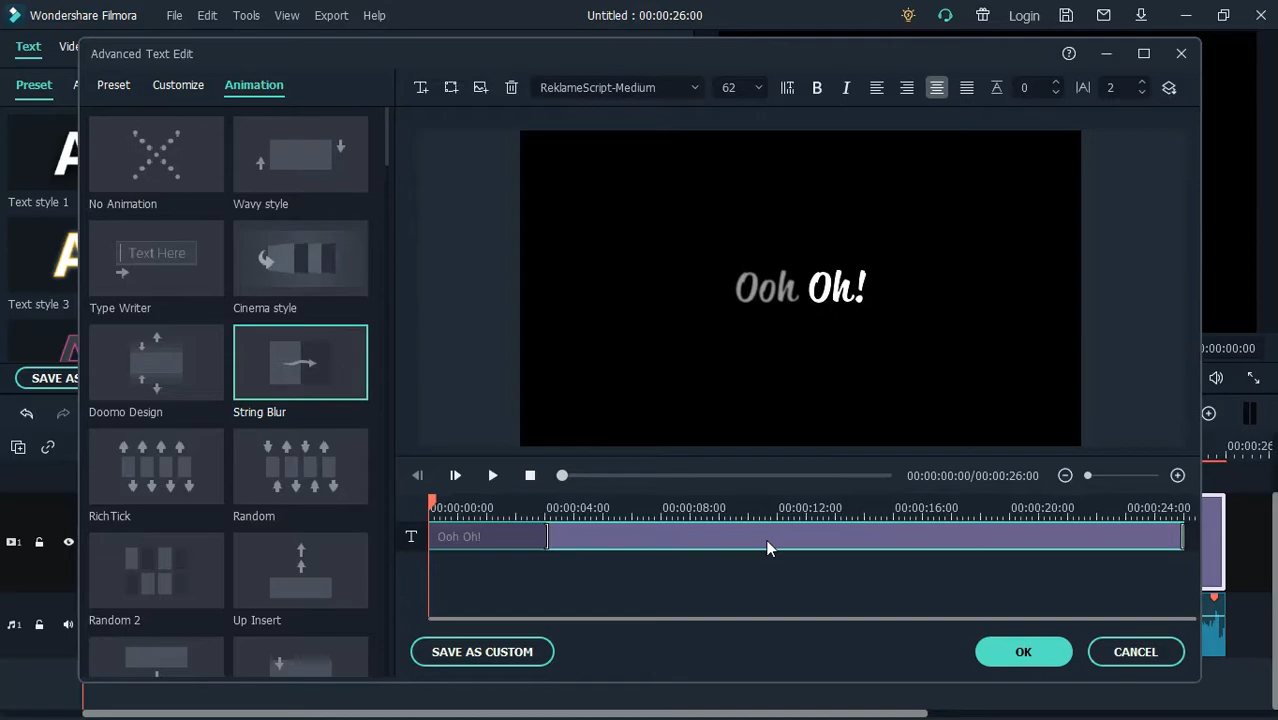 Wondershare Filmora File Edit Tools View Export Help Untitled : 00:00:26:00 Login
Text
Advanced Text Edit
Preset
Preset Customize Animation
ReklameScript-Medium 62 B I 0 2
Text style 1
Text style 3
SAVE AS
No Animation Wavy style
Text Here
Type Writer Cinema style
Doomo Design String Blur
RichTick Random
Random 2 Up Insert
Ooh Oh!
00:00:00:00
00:00:00:00/00:00:26:00
00:00:26
00:00:00:00 00:00:04:00 00:00:08:00 00:00:12:00 00:00:16:00 00:00:20:00 00:00:24:00
T Ooh Oh!
1
1
SAVE AS CUSTOM OK CANCEL